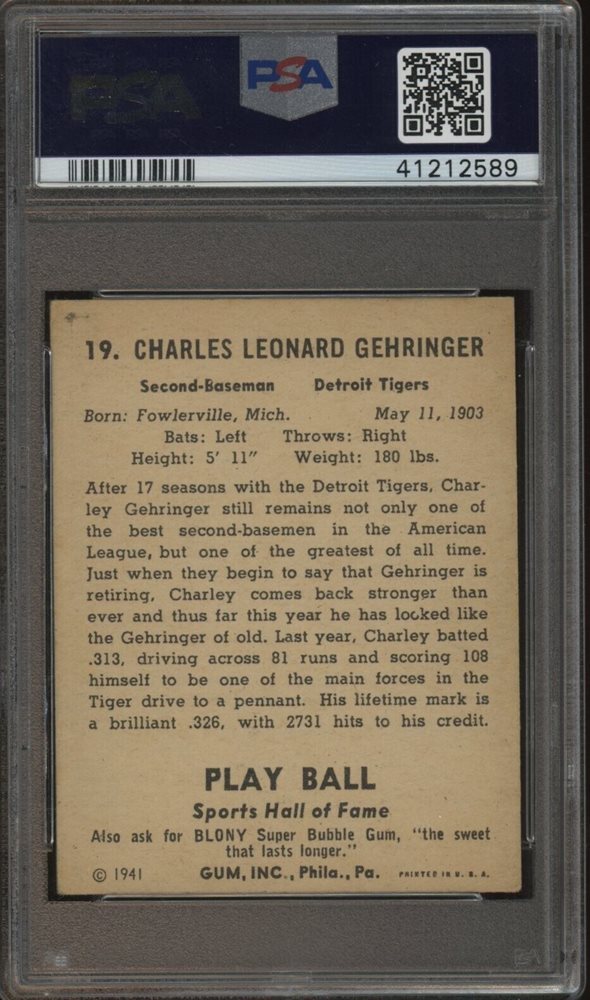 PSA
PSA
41212589
19. CHARLES LEONARD GEHRINGER
Second-Baseman Detroit Tigers
Born: Fowlerville, Mich. May 11, 1903
Bats: Left Throws: Right
Height: 5' 11" Weight: 180 lbs.
After 17 seasons with the Detroit Tigers, Char-
ley Gehringer still remains not only one of
the best second-basemen in the American
League, but one of the greatest of all time.
Just when they begin to say that Gehringer is
retiring, Charley comes back stronger than
ever and thus far this year he has looked like
the Gehringer of old. Last year, Charley batted
.313, driving across 81 runs and scoring 108
himself to be one of the main forces in the
Tiger drive to a pennant. His lifetime mark is
a brilliant .326, with 2731 hits to his credit.
PLAY BALL
Sports Hall of Fame
Also ask for BLONY Super Bubble Gum, "the sweet
that lasts longer."
© 1941 GUM, INC., Phila., Pa. PRINTED IN U. S. A.